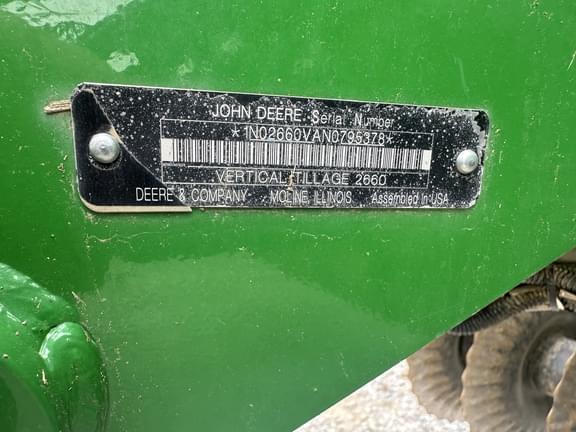 JOHN DEERE Serial Number
*1N02660VAN0795378*
VERTICAL TILLAGE 2660
DEERE & COMPANY MOLINE, ILLINOIS Assembled in USA